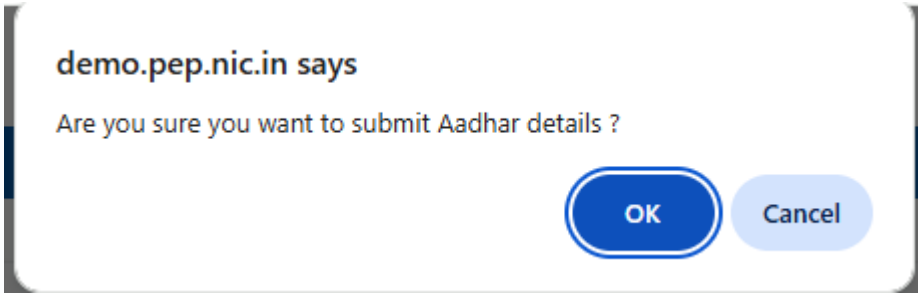 demo.pep.nic.in says
Are you sure you want to submit Aadhar details ?
OK
Cancel